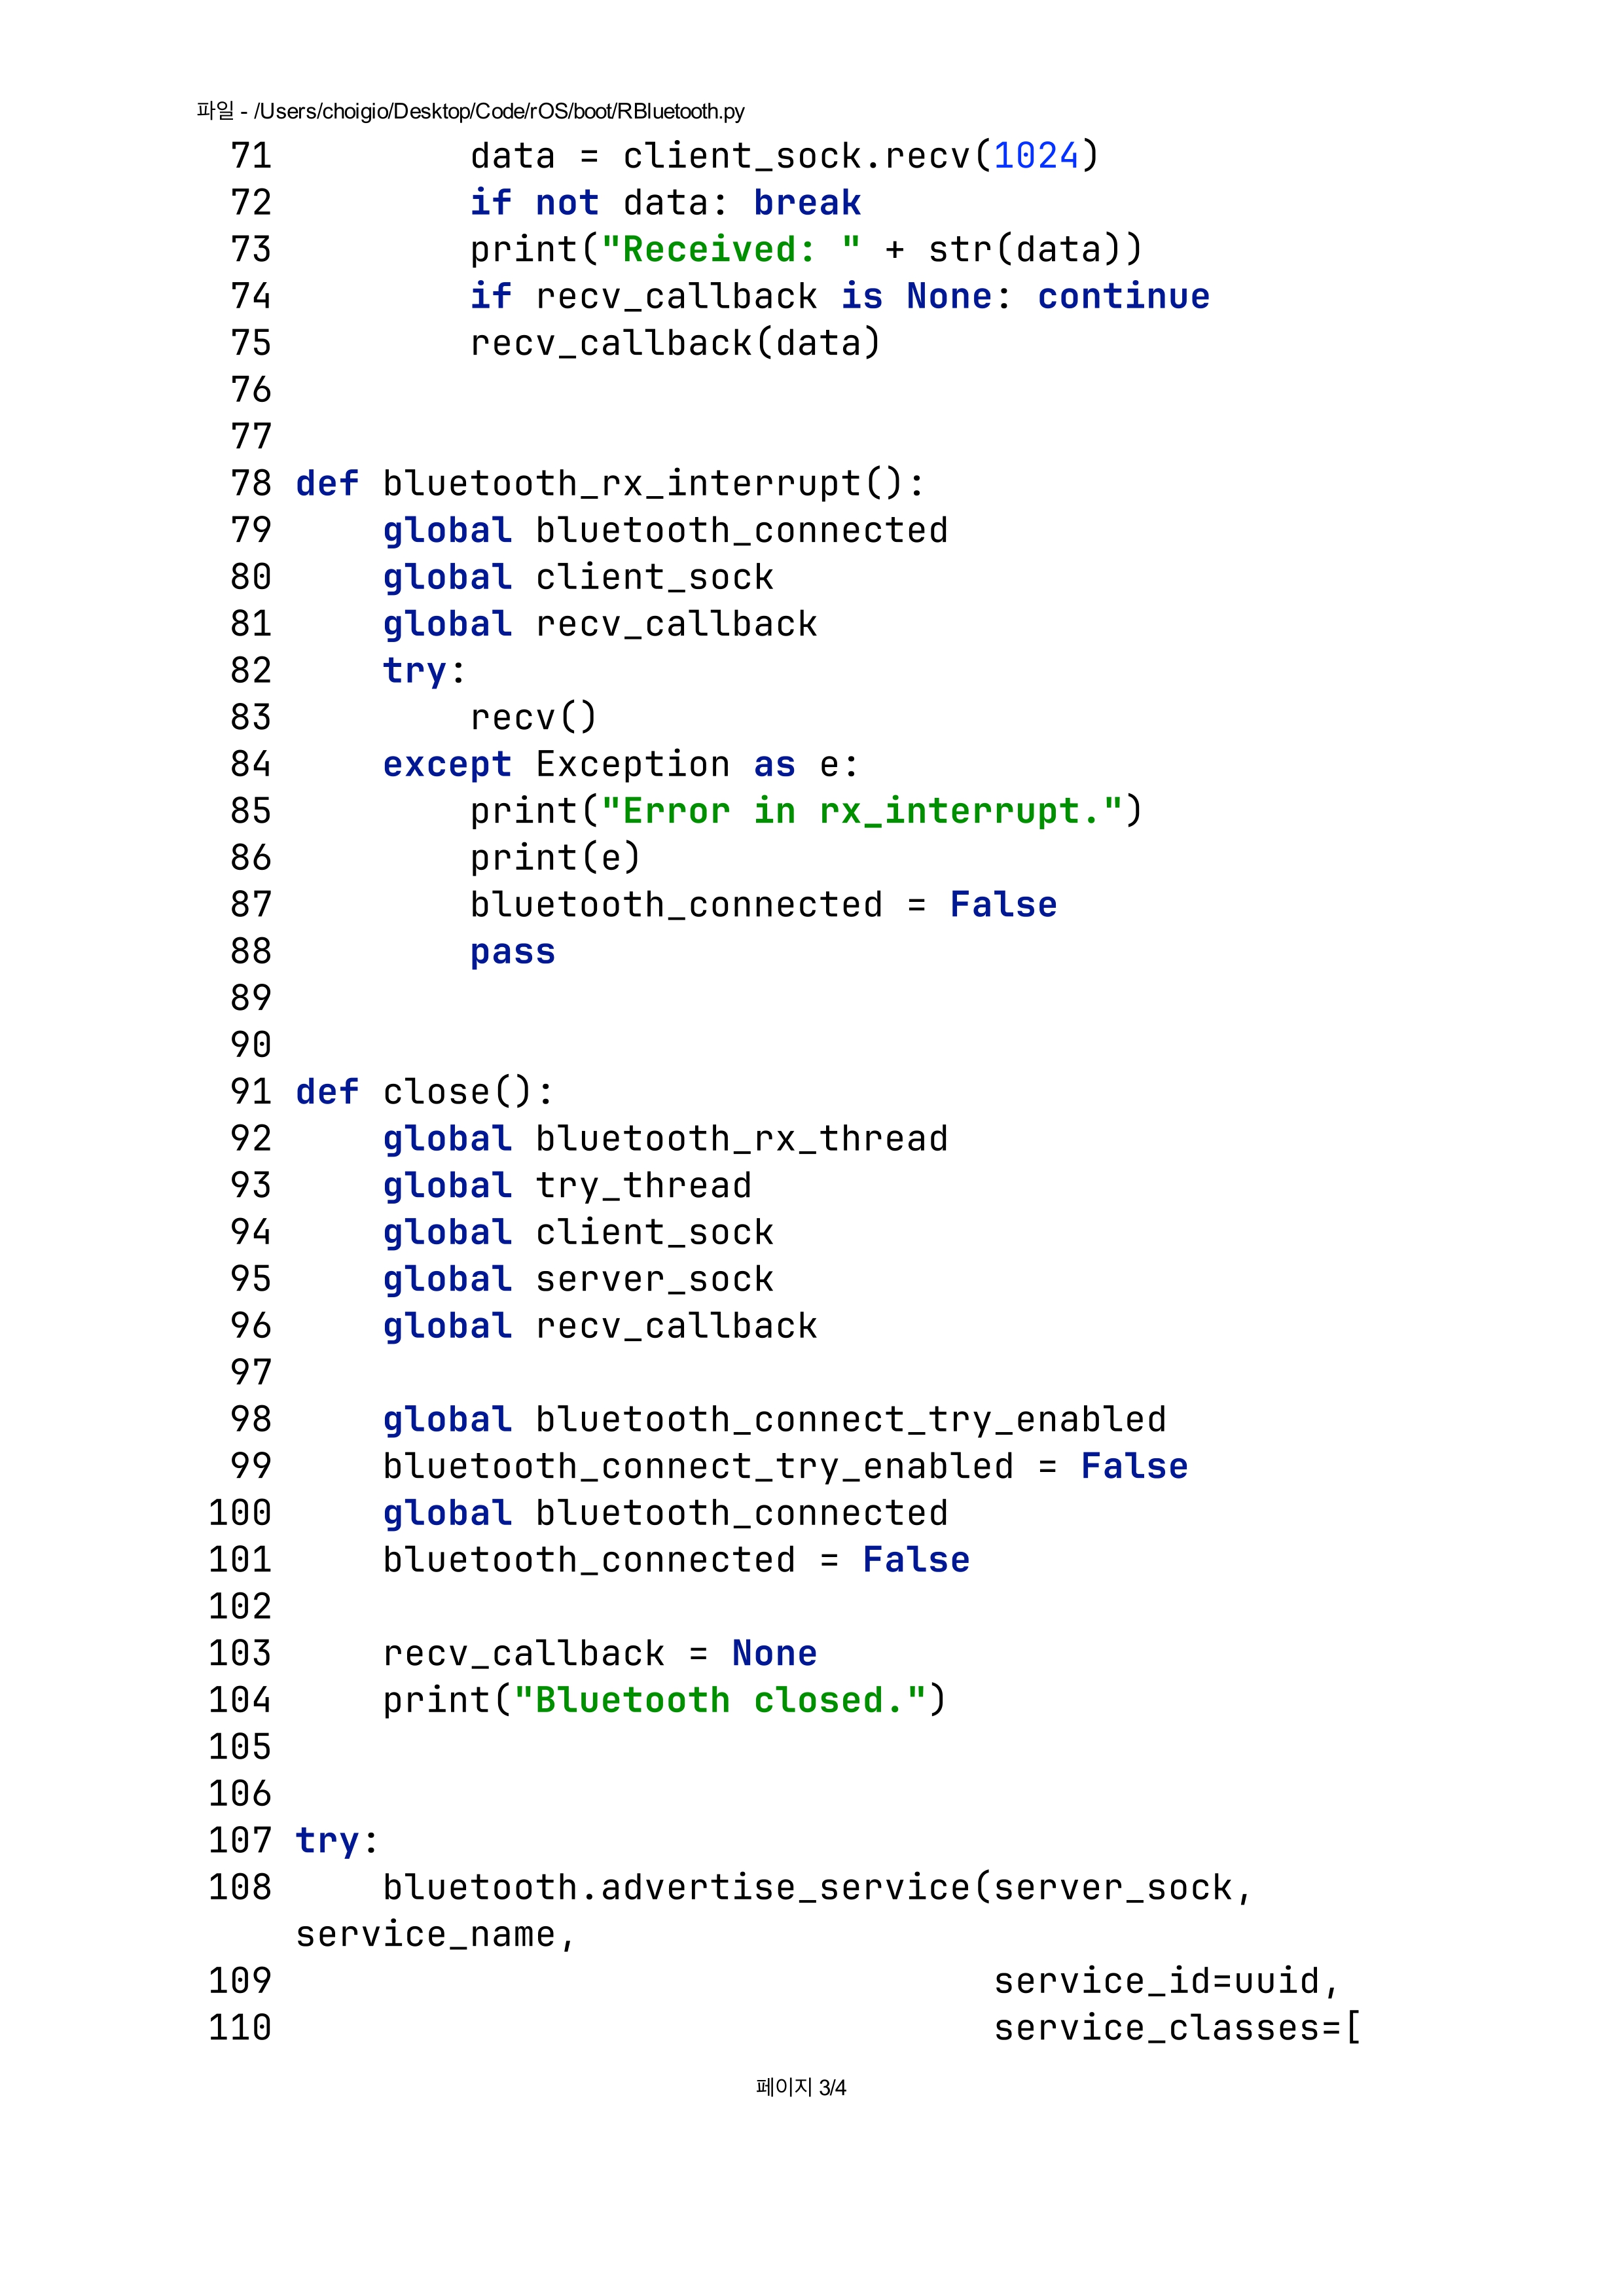 파일 - /Users/choigio/Desktop/Code/rOS/boot/RBluetooth.py
71         data = client_sock.recv(1024)
72         if not data: break
73         print("Received: " + str(data))
74         if recv_callback is None: continue
75         recv_callback(data)
76
77
78 def bluetooth_rx_interrupt():
79     global bluetooth_connected
80     global client_sock
81     global recv_callback
82     try:
83         recv()
84     except Exception as e:
85         print("Error in rx_interrupt.")
86         print(e)
87         bluetooth_connected = False
88         pass
89
90
91 def close():
92     global bluetooth_rx_thread
93     global try_thread
94     global client_sock
95     global server_sock
96     global recv_callback
97
98     global bluetooth_connect_try_enabled
99     bluetooth_connect_try_enabled = False
100     global bluetooth_connected
101     bluetooth_connected = False
102
103     recv_callback = None
104     print("Bluetooth closed.")
105
106
107 try:
108     bluetooth.advertise_service(server_sock,
service_name,
109                                 service_id=uuid,
110                                 service_classes=[
페이지 3/4